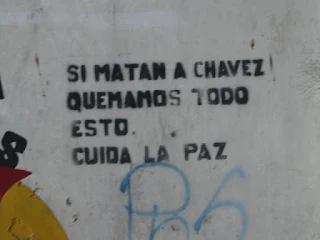 SI MATAN A CHAVEZ
QUEMAMOS TODO
ESTO.
CUIDA LA PAZ